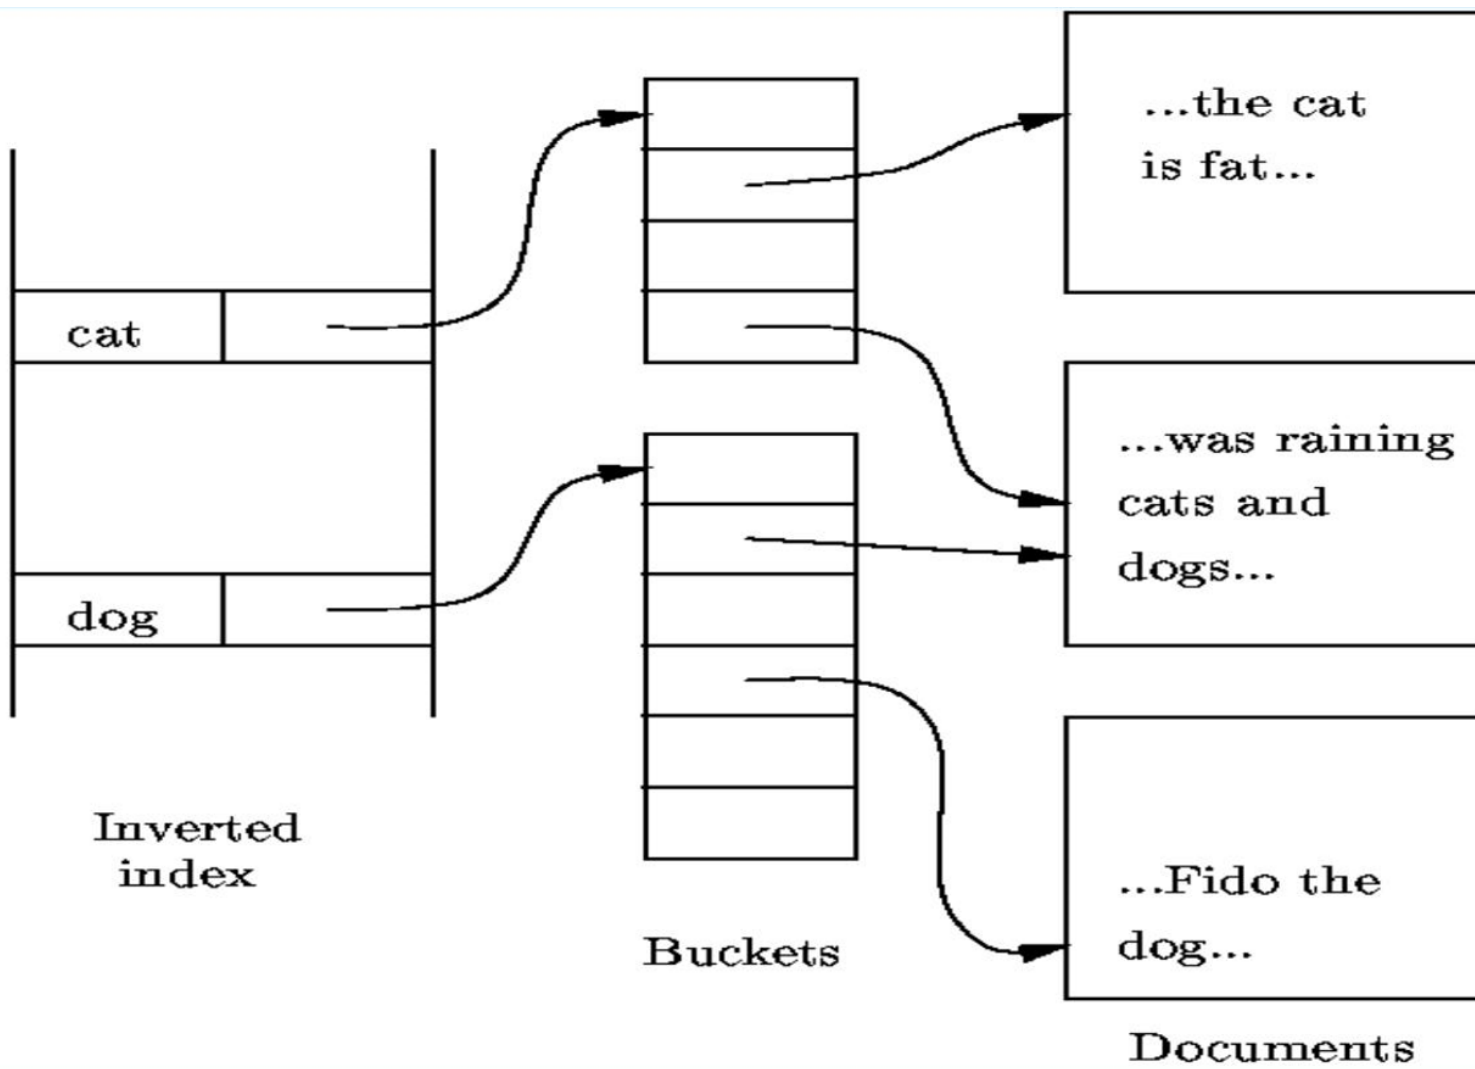 cat
dog
Inverted
index
Buckets
...the cat
is fat...
...was raining
cats and
dogs...
...Fido the
dog...
Documents